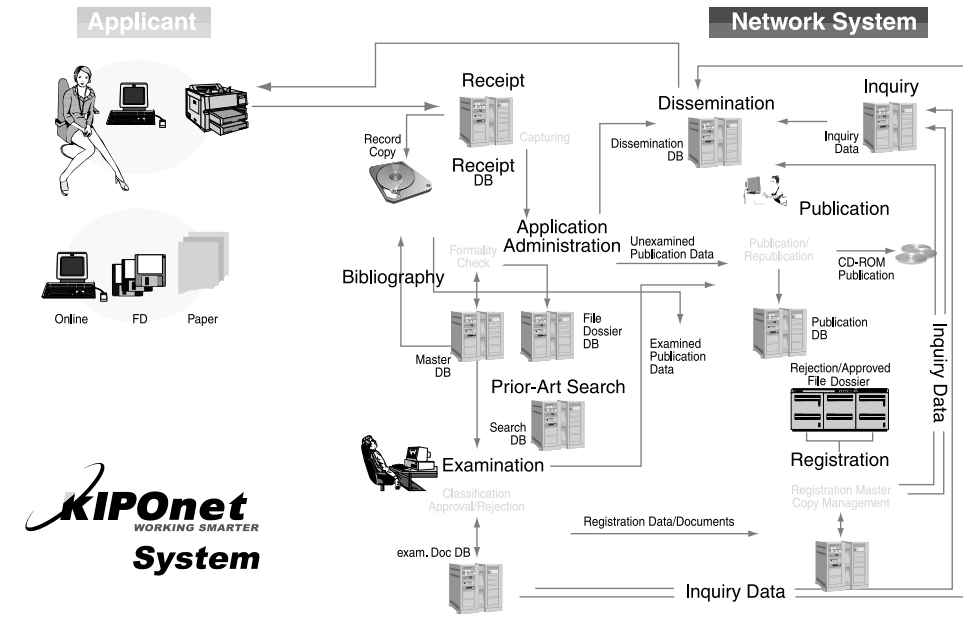 Applicant
Network System
Receipt
Capturing
Record
Copy
Receipt
DB
Dissemination
Dissemination
DB
Inquiry
Inquiry
Data
Publication
Application
Administration
Unexamined
Publication Data
Publication/
Republication
CD-ROM
Publication
Formality
Check
Bibliography
Online
FD
Paper
Master
DB
File
Dossier
DB
Examined
Publication
Data
Publication
DB
Inquiry Data
Rejection/Approved
File Dossier
Prior-Art Search
Search
DB
Examination
Registration
Classification
Approval/Rejection
Registration Master
Copy Management
KIPOnet
WORKING SMARTER
System
Registration Data/Documents
exam. Doc DB
Inquiry Data